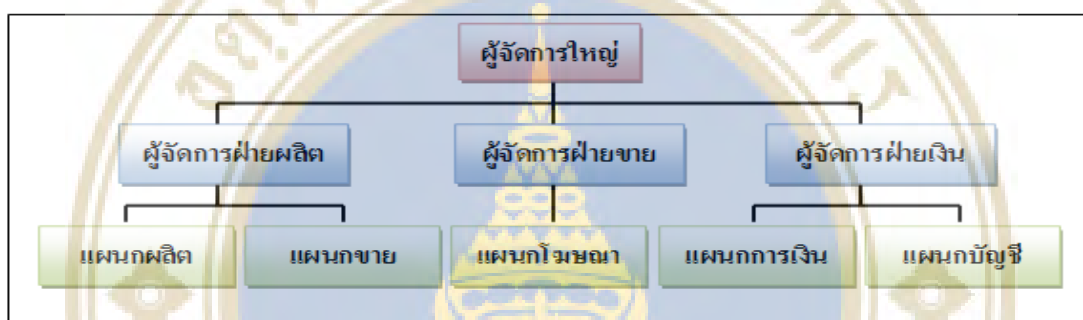 ผู้จัดการใหญ่
ผู้จัดการฝ่ายผลิต ผู้จัดการฝ่ายขาย ผู้จัดการฝ่ายเงิน
แผนกผลิต แผนกขาย แผนกโฆษณา แผนกการเงิน แผนกบัญชี